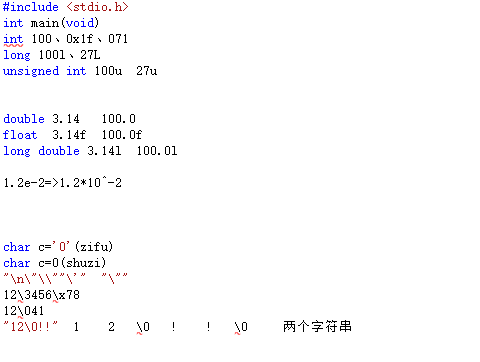 #include <stdio.h>
int main(void)
int 100、0x1f、071
long 100l、27L
unsigned int 100u  27u
double 3.14   100.0
float  3.14f  100.0f
long double 3.14l  100.0l
1.2e-2=>1.2*10^-2
char c='0'(zifu)
char c=0(shuzi)
"\n\"\\""\'"  "\""
12\3456\x78
12\041
"12\0!!"  1    2   \0   !    !   \0     两个字符串